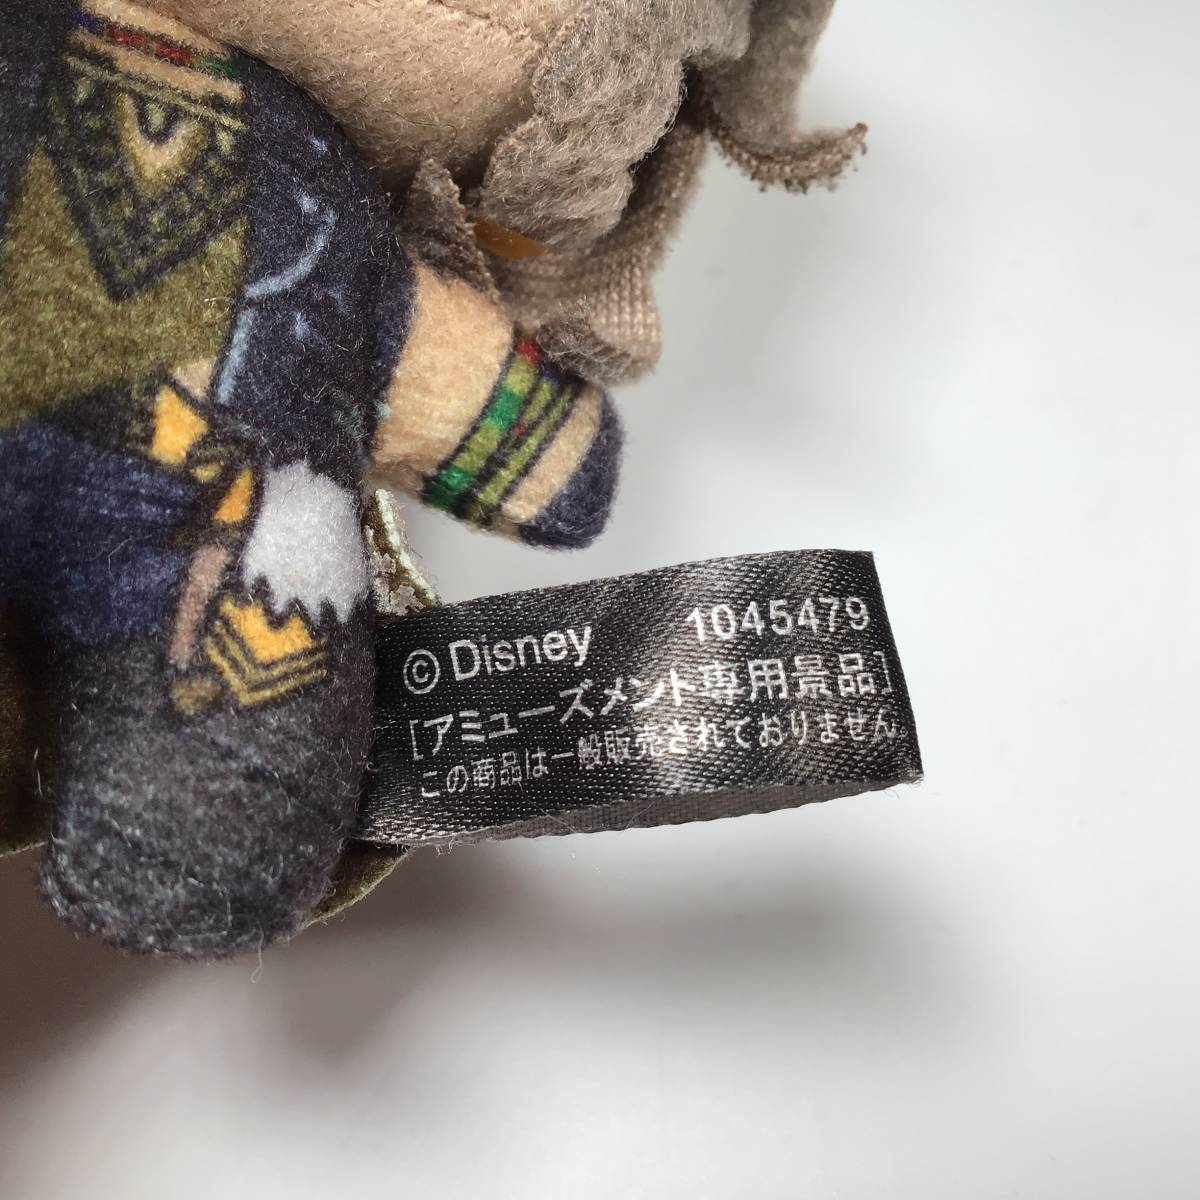 © Disney 1045479
[アミューズメント専用景品]
この商品は一般販売されておりません